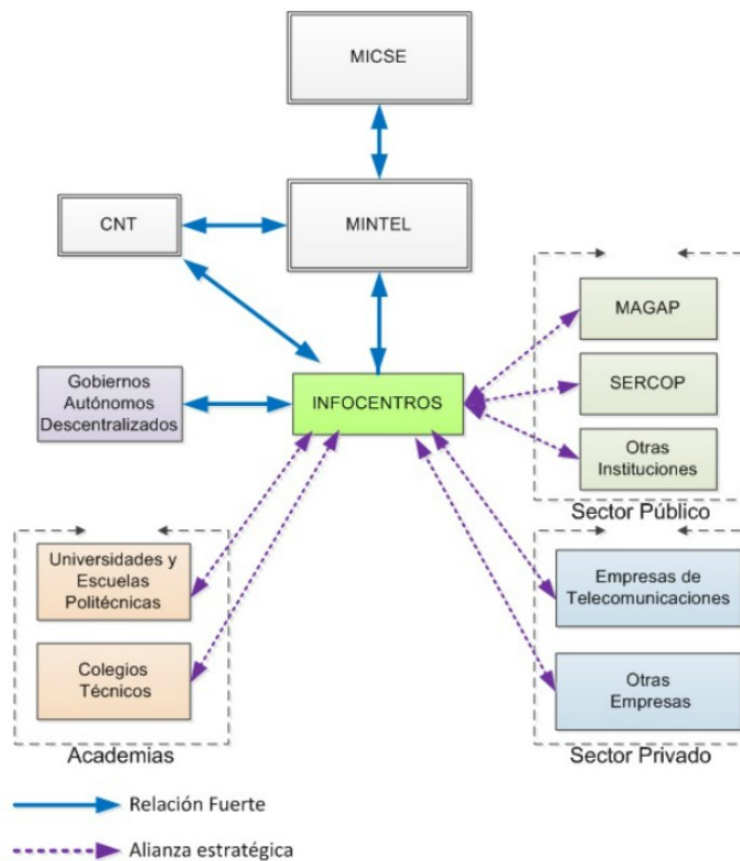 MICSE
CNT
MINTEL
MAGAP
Gobiernos
Autónomos
Descentralizados
INFOCENTROS
SERCOP
Otras
Instituciones
Sector Público
Universidades y
Escuelas
Politécnicas
Empresas de
Telecomunicaciones
Colegios
Técnicos
Otras
Empresas
Academias
Sector Privado
Relación Fuerte
Alianza estratégica